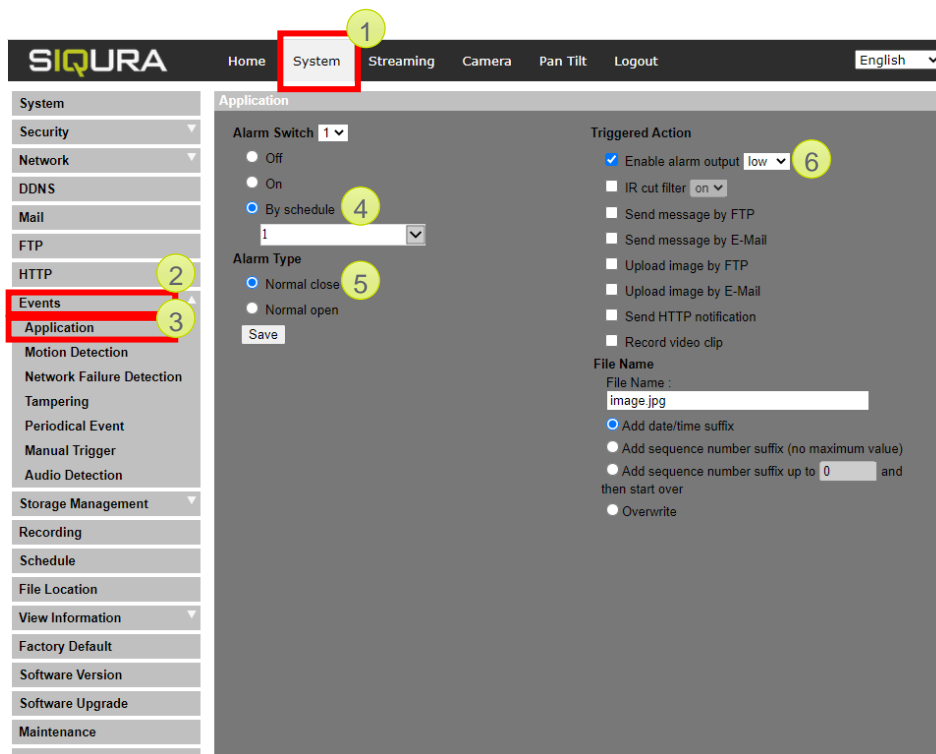 1
SIQURA
Home System Streaming Camera Pan Tilt Logout English
System
Security
Network
DDNS
Mail
FTP
HTTP
2
Events
3
Application
Motion Detection
Network Failure Detection
Tampering
Periodical Event
Manual Trigger
Audio Detection
Storage Management
Recording
Schedule
File Location
View Information
Factory Default
Software Version
Software Upgrade
Maintenance
Application
Alarm Switch 1
Off
On
By schedule 4
1
Alarm Type
Normal close 5
Normal open
Save
Triggered Action
Enable alarm output low 6
IR cut filter on
Send message by FTP
Send message by E-Mail
Upload image by FTP
Upload image by E-Mail
Send HTTP notification
Record video clip
File Name
File Name :
image.jpg
Add date/time suffix
Add sequence number suffix (no maximum value)
Add sequence number suffix up to 0 and
then start over
Overwrite